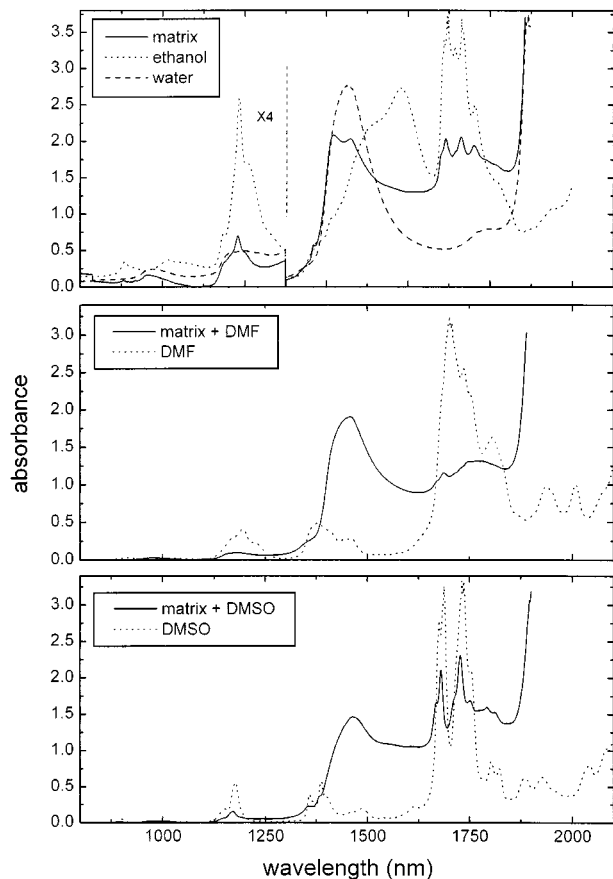 3.5
3.0
2.5
2.0
1.5
1.0
0.5
0.0
matrix
ethanol
water
X4
3.0
2.5
2.0
1.5
1.0
0.5
0.0
matrix + DMF
DMF
absorbance
3.0
2.5
2.0
1.5
1.0
0.5
0.0
matrix + DMSO
DMSO
1000 1250 1500 1750 2000
wavelength (nm)